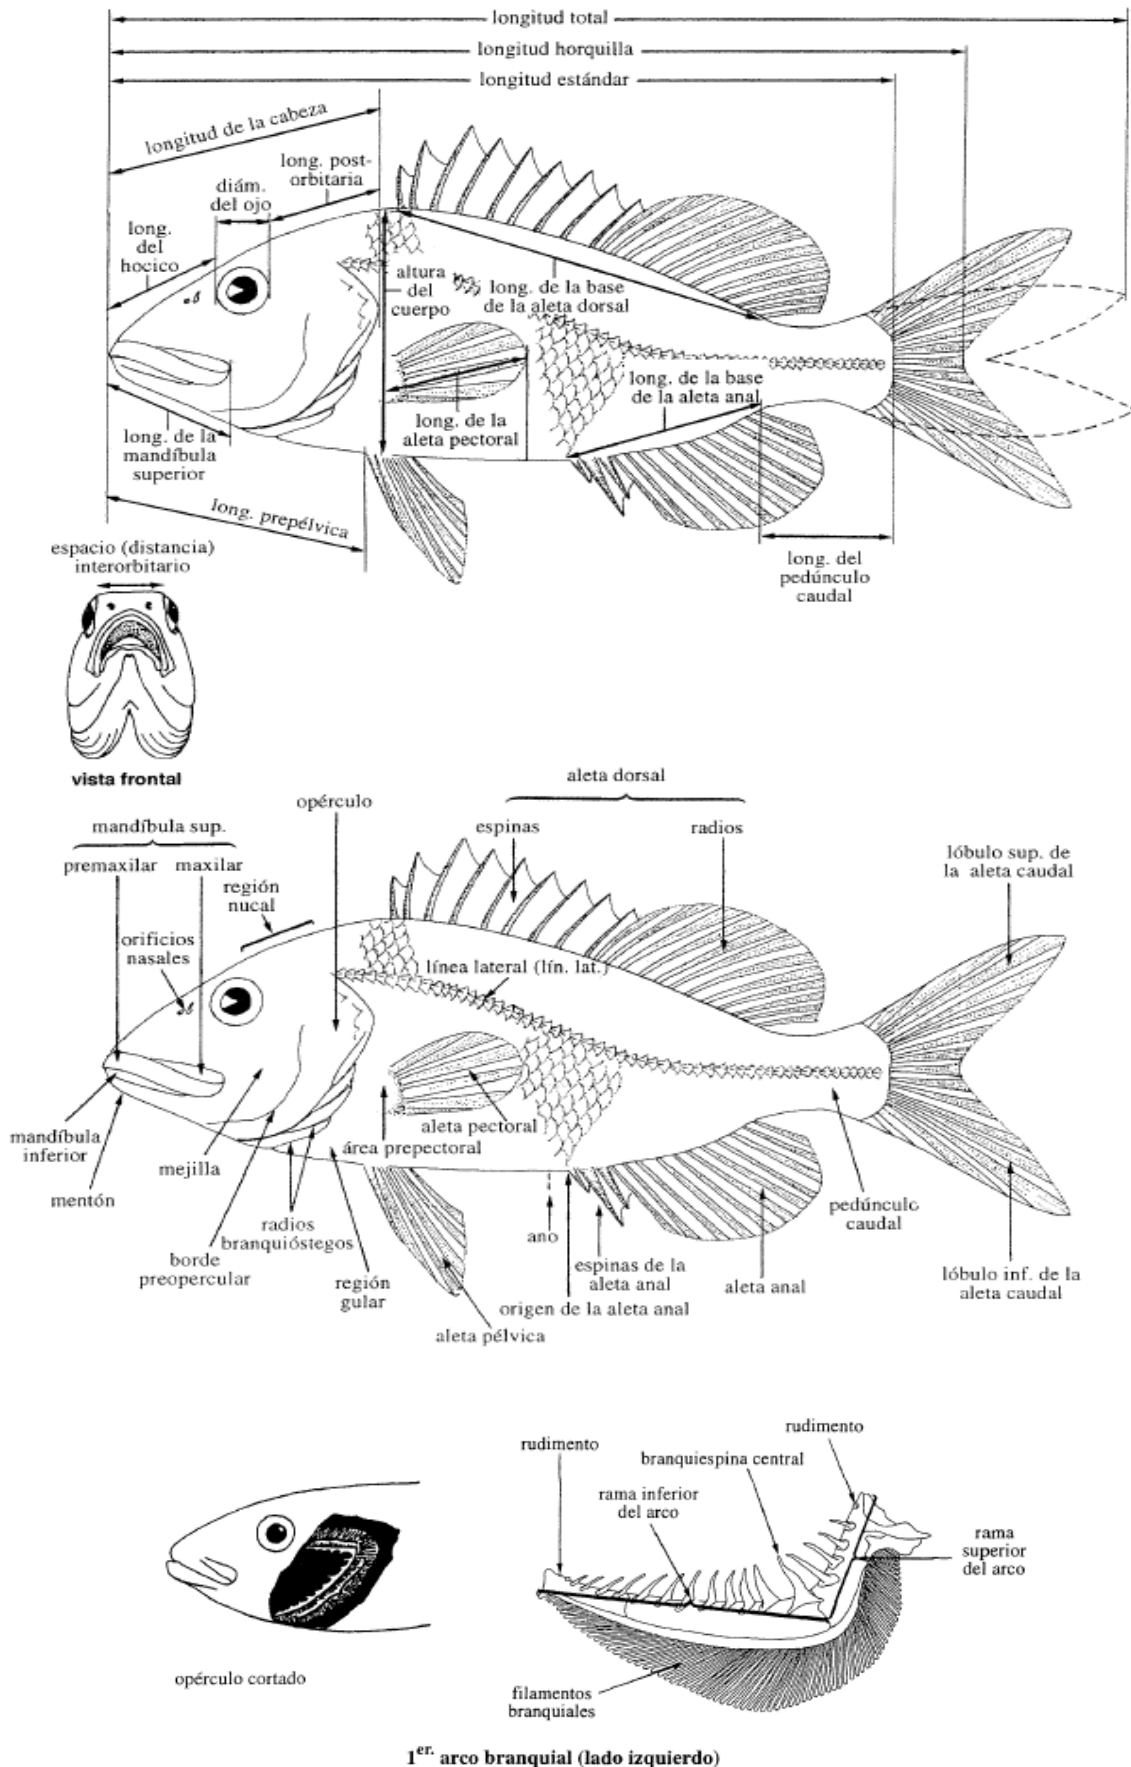 longitud total
longitud horquilla
longitud estándar
longitud de la cabeza
long. post-
orbitaria
diám.
del ojo
long.
del
hocico
altura
del
cuerpo
long. de la base
de la aleta dorsal
long. de la base
de la aleta anal
long. de la
aleta pectoral
long. de la
mandíbula
superior
long. prepélvica
long. del
pedúnculo
caudal
espacio (distancia)
interorbitario
vista frontal
aleta dorsal
opérculo
espinas
radios
mandíbula sup.
premaxilar
maxilar
región
nucal
orificios
nasales
lóbulo sup. de
la aleta caudal
línea lateral (lín. lat.)
mandíbula
inferior
mentón
mejilla
aleta pectoral
área prepectoral
radios
branquióstegos
borde
preopercular
región
gular
ano
espinas de la
aleta anal
origen de la aleta anal
aleta pélvica
aleta anal
pedúnculo
caudal
lóbulo inf. de la
aleta caudal
rudimento
rudimento
branquiespina central
rama inferior
del arco
rama
superior
del arco
opérculo cortado
filamentos
branquiales
1er. arco branquial (lado izquierdo)